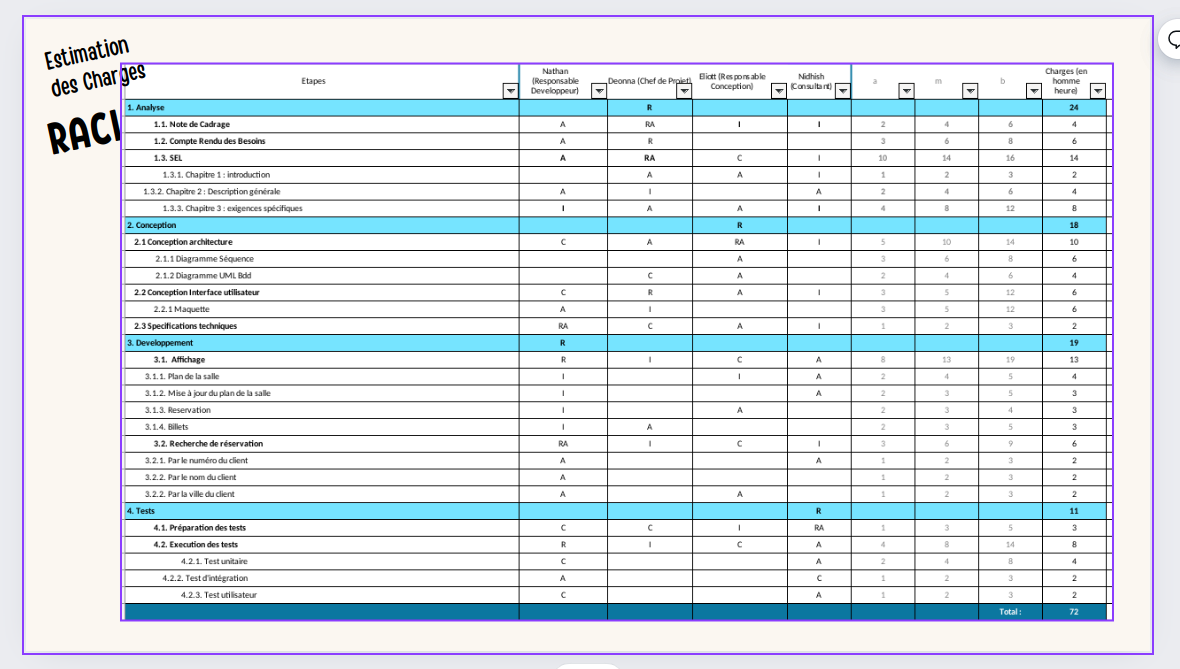 Estimation
des Charges
RACI
Etapes Nathan (Responsable Developpeur) Deonna (Chef de Projet) Eliott (Responsable Conception) Nidhish (Consultant) a m b Charges (en homme heure)
1. Analyse R 24
1.1. Note de Cadrage A RA I I 2 4 6 4
1.2. Compte Rendu des Besoins A R 3 6 8 6
1.3. SEL A RA C I 10 14 16 14
1.3.1. Chapitre 1 : introduction A A I 1 2 3 2
1.3.2. Chapitre 2 : Description générale A I A 2 4 6 4
1.3.3. Chapitre 3 : exigences spécifiques I A A I 4 8 12 8
2. Conception R 18
2.1 Conception architecture C A RA I 5 10 14 10
2.1.1 Diagramme Séquence A 3 6 8 6
2.1.2 Diagramme UML Bdd C A 2 4 6 4
2.2 Conception Interface utilisateur C R A I 3 5 12 6
2.2.1 Maquette A I 3 5 12 6
2.3 Specifications techniques RA C A I 1 2 3 2
3. Developpement R 19
3.1. Affichage R I C A 8 13 19 13
3.1.1. Plan de la salle I I A 2 4 5 4
3.1.2. Mise à jour du plan de la salle I A 2 3 5 3
3.1.3. Reservation I A 2 3 4 3
3.1.4. Billets I A 2 3 5 3
3.2. Recherche de réservation RA I C I 3 6 9 6
3.2.1. Par le numéro du client A A 1 2 3 2
3.2.2. Par le nom du client A 1 2 3 2
3.2.2. Par la ville du client A A 1 2 3 2
4. Tests R 11
4.1. Préparation des tests C C I RA 1 3 5 3
4.2. Execution des tests R I C A 4 8 14 8
4.2.1. Test unitaire C A 2 4 8 4
4.2.2. Test d'intégration A C 1 2 3 2
4.2.3. Test utilisateur C A 1 2 3 2
Total : 72